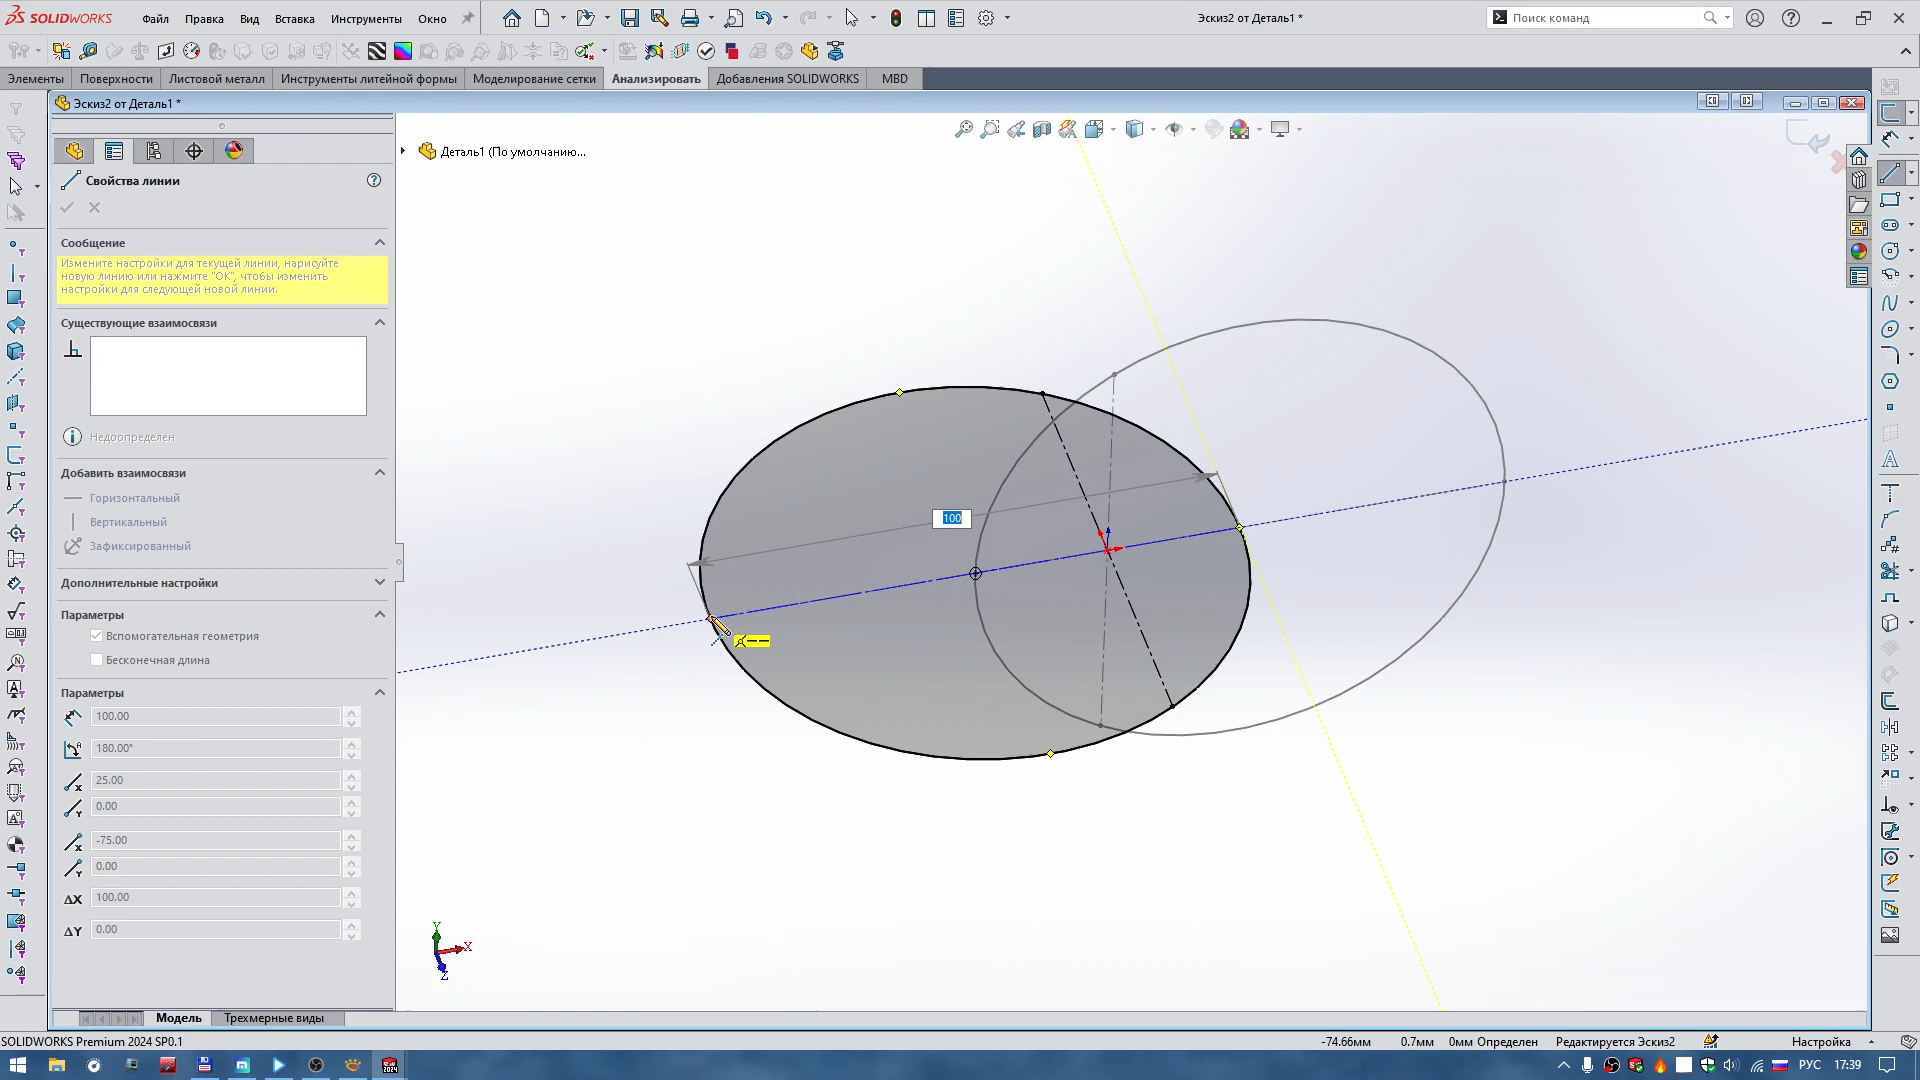 SOLIDWORKS
Файл
Правка
Вид
Вставка
Инструменты
Окно
Эскиз2 от Деталь1 *
Поиск команд
Элементы
Поверхности
Листовой металл
Инструменты литейной формы
Моделирование сетки
Анализировать
Добавления SOLIDWORKS
MBD
Эскиз2 от Деталь1 *
Деталь1 (По умолчанию...
Свойства линии
Сообщение
Измените настройки для текущей линии, нарисуйте
новую линию или нажмите "OK", чтобы изменить
настройки для следующей новой линии.
Существующие взаимосвязи
Недоопределен
Добавить взаимосвязи
Горизонтальный
Вертикальный
Зафиксированный
Дополнительные настройки
Параметры
Вспомогательная геометрия
Бесконечная длина
Параметры
100.00
180.00°
25.00
0.00
-75.00
0.00
ΔX
100.00
ΔY
0.00
100
Y
X
Z
Модель
Трехмерные виды
SOLIDWORKS Premium 2024 SP0.1
-74.66мм
0.7мм
0мм
Определен
Редактируется Эскиз2
Настройка
РУС
17:39